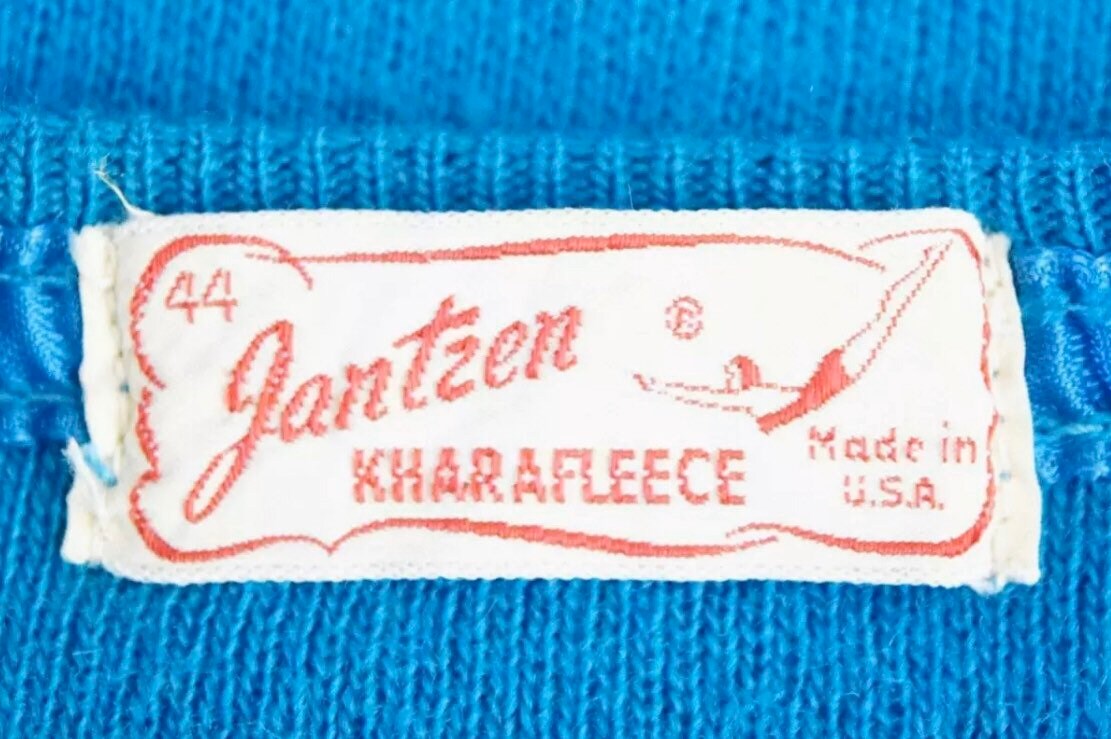 44
Jantzen
®
KHARAFLEECE
Made in
U.S.A.